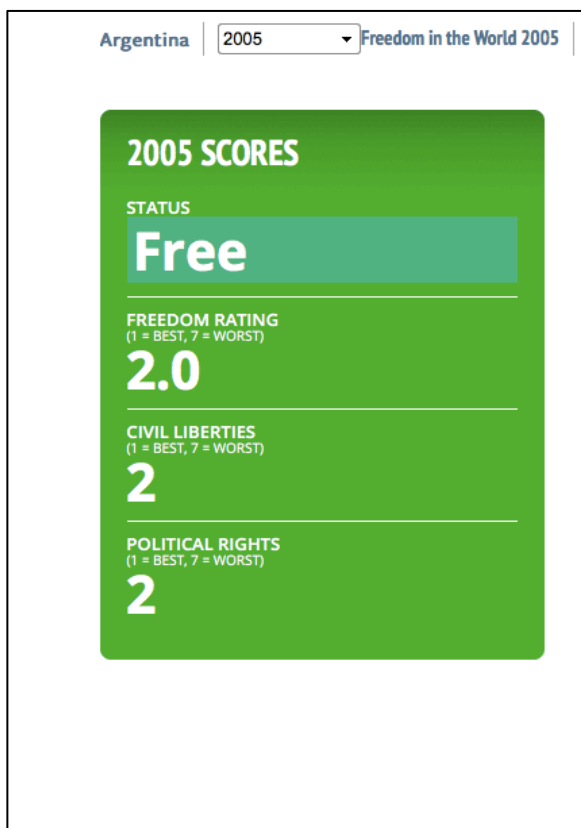 Argentina 2005 Freedom in the World 2005
2005 SCORES
STATUS
Free
FREEDOM RATING
(1 = BEST, 7 = WORST)
2.0
CIVIL LIBERTIES
(1 = BEST, 7 = WORST)
2
POLITICAL RIGHTS
(1 = BEST, 7 = WORST)
2